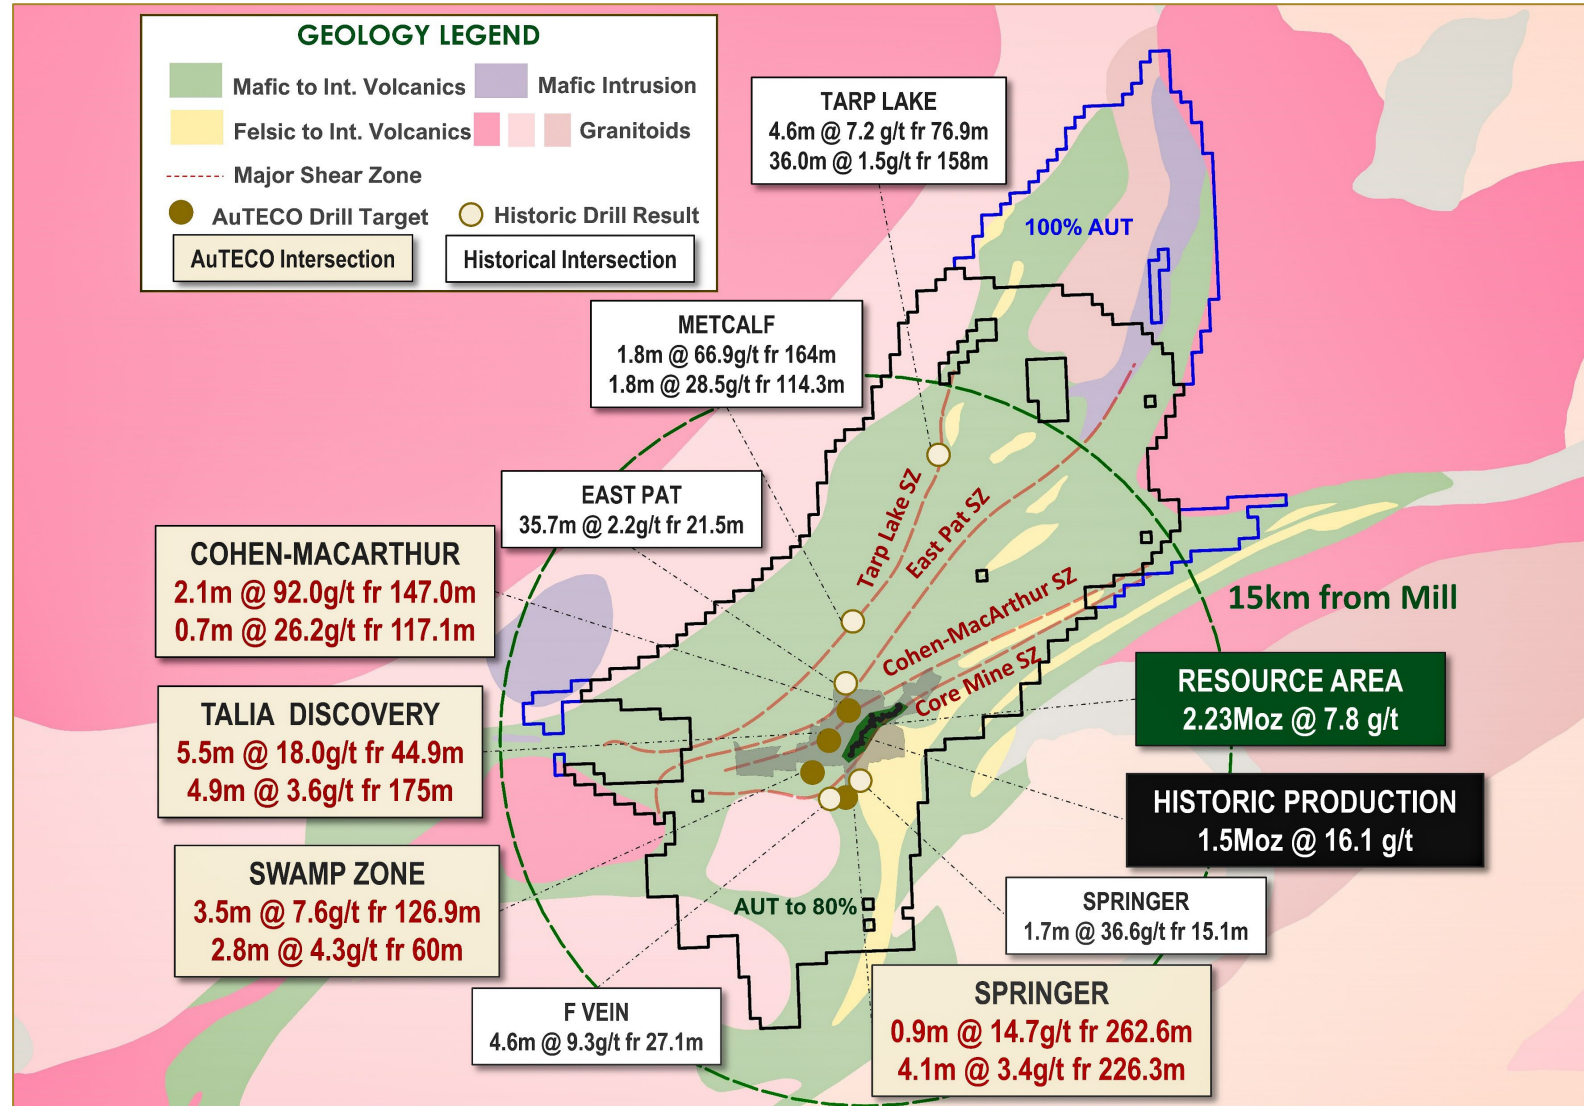 GEOLOGY LEGEND
Mafic to Int. Volcanics
Mafic Intrusion
Felsic to Int. Volcanics
Granitoids
Major Shear Zone
AuTECO Drill Target
Historic Drill Result
AuTECO Intersection
Historical Intersection
TARP LAKE
4.6m @ 7.2 g/t fr 76.9m
36.0m @ 1.5g/t fr 158m
100% AUT
METCALF
1.8m @ 66.9g/t fr 164m
1.8m @ 28.5g/t fr 114.3m
EAST PAT
35.7m @ 2.2g/t fr 21.5m
COHEN-MACARTHUR
2.1m @ 92.0g/t fr 147.0m
0.7m @ 26.2g/t fr 117.1m
Tarp Lake SZ
East Pat SZ
Cohen-MacArthur SZ
Core Mine SZ
15km from Mill
TALIA DISCOVERY
5.5m @ 18.0g/t fr 44.9m
4.9m @ 3.6g/t fr 175m
RESOURCE AREA
2.23Moz @ 7.8 g/t
HISTORIC PRODUCTION
1.5Moz @ 16.1 g/t
SWAMP ZONE
3.5m @ 7.6g/t fr 126.9m
2.8m @ 4.3g/t fr 60m
AUT to 80%
SPRINGER
1.7m @ 36.6g/t fr 15.1m
F VEIN
4.6m @ 9.3g/t fr 27.1m
SPRINGER
0.9m @ 14.7g/t fr 262.6m
4.1m @ 3.4g/t fr 226.3m